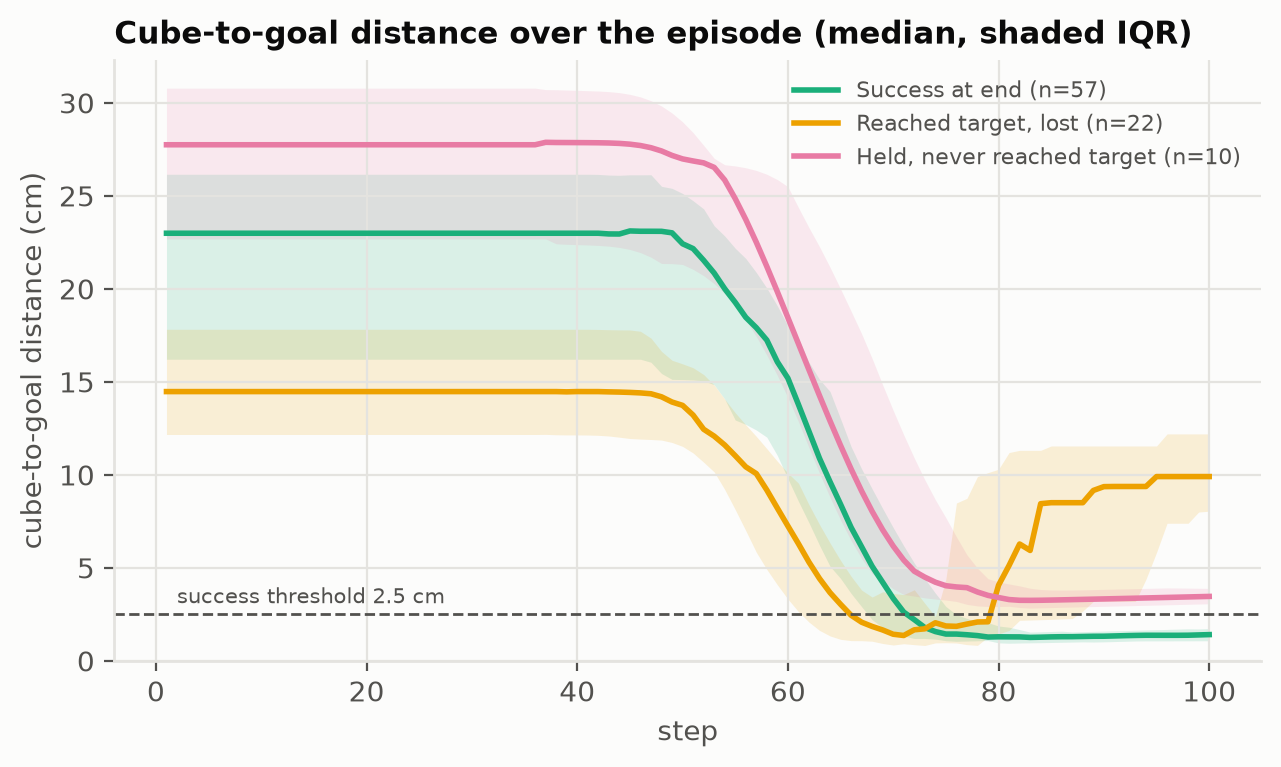 Cube-to-goal distance over the episode (median, shaded IQR)
Success at end (n=57)
Reached target, lost (n=22)
Held, never reached target (n=10)
cube-to-goal distance (cm)
30
25
20
15
10
5
0
success threshold 2.5 cm
0 20 40 60 80 100
step